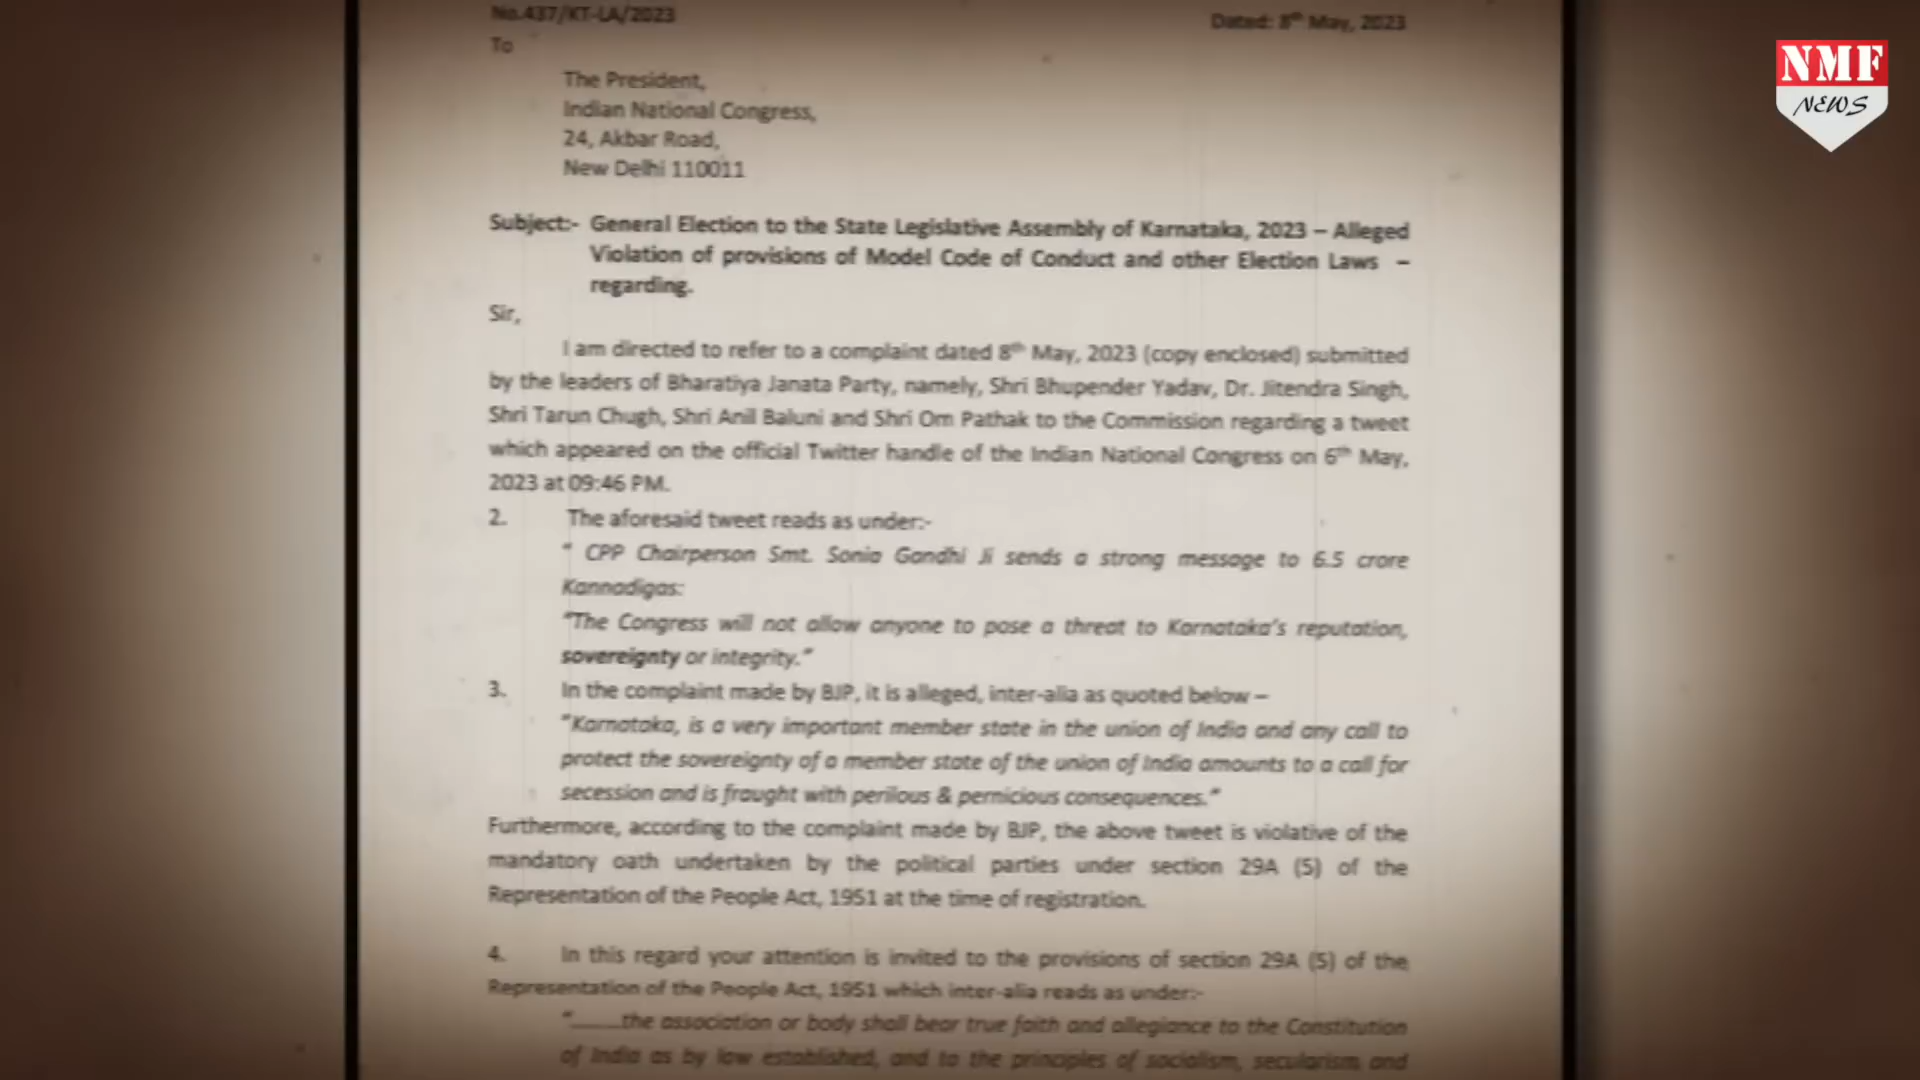 No.437/KT-LA/2023
Dated: 8th May, 2023
NMF
NEWS
To
The President,
Indian National Congress,
24, Akbar Road,
New Delhi 110011
Subject:- General Election to the State Legislative Assembly of Karnataka, 2023 – Alleged
Violation of provisions of Model Code of Conduct and other Election Laws –
regarding.
Sir,
I am directed to refer to a complaint dated 8th May, 2023 (copy enclosed) submitted
by the leaders of Bharatiya Janata Party, namely, Shri Bhupender Yadav, Dr. Jitendra Singh,
Shri Tarun Chugh, Shri Anil Baluni and Shri Om Pathak to the Commission regarding a tweet
which appeared on the official Twitter handle of the Indian National Congress on 6th May,
2023 at 09:46 PM.
2. The aforesaid tweet reads as under:-
" CPP Chairperson Smt. Sonia Gandhi Ji sends a strong message to 6.5 crore
Kannadigas:
"The Congress will not allow anyone to pose a threat to Karnataka's reputation,
sovereignty or integrity."
3. In the complaint made by BJP, it is alleged, inter-alia as quoted below –
"Karnataka, is a very important member state in the union of India and any call to
protect the sovereignty of a member state of the union of India amounts to a call for
secession and is fraught with perilous & pernicious consequences."
Furthermore, according to the complaint made by BJP, the above tweet is violative of the
mandatory oath undertaken by the political parties under section 29A (5) of the
Representation of the People Act, 1951 at the time of registration.
4. In this regard your attention is invited to the provisions of section 29A (5) of the
Representation of the People Act, 1951 which inter-alia reads as under:-
"..........the association or body shall bear true faith and allegiance to the Constitution
of India as by law established, and to the principles of socialism, secularism and